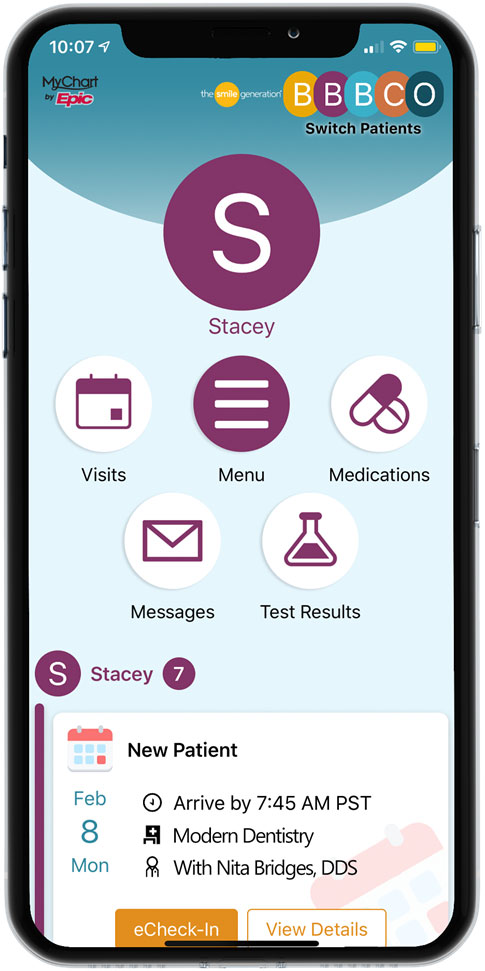 10:07
MyChart
by Epic
the smile generation®
B B B C O
Switch Patients
S
Stacey
Visits
Menu
Medications
Messages
Test Results
S Stacey 7
New Patient
Feb
8
Mon
Arrive by 7:45 AM PST
Modern Dentistry
With Nita Bridges, DDS
eCheck-In
View Details